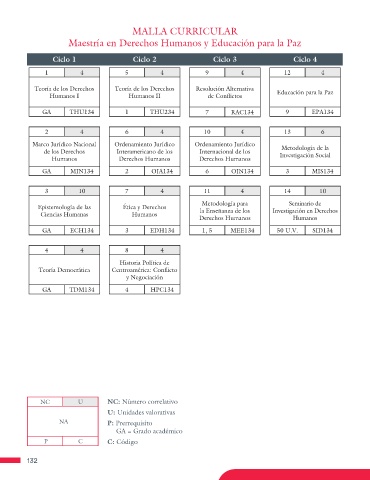 MALLA CURRICULAR
Maestría en Derechos Humanos y Educación para la Paz
Ciclo 1 Ciclo 2 Ciclo 3 Ciclo 4
1 4 5 4 9 4 12 4
Teoría de los Derechos Humanos I
Teoría de los Derechos Humanos II
Resolución Alternativa de Conflictos
Educación para la Paz
GA THU134 1 THU234 7 RAC134 9 EPA134
2 4 6 4 10 4 13 6
Marco Jurídico Nacional de los Derechos Humanos
Ordenamiento Jurídico Interamericano de los Derechos Humanos
Ordenamiento Jurídico Internacional de los Derechos Humanos
Metodología de la Investigación Social
GA MJN134 2 OIA134 6 OIN134 3 MIS134
3 10 7 4 11 4 14 10
Epistemología de las Ciencias Humanas
Ética y Derechos Humanos
Metodología para la Enseñanza de los Derechos Humanos
Seminario de Investigación en Derechos Humanos
GA ECH134 3 EDH134 1, 5 MEE134 50 U.V. SID134
4 4 8 4
Teoría Democrática
Historia Política de Centroamérica: Conflicto y Negociación
GA TDM134 4 HPC134
NC U
NA
P C
NC: Número correlativo
U: Unidades valorativas
P: Prerrequisito
GA = Grado académico
C: Código
132